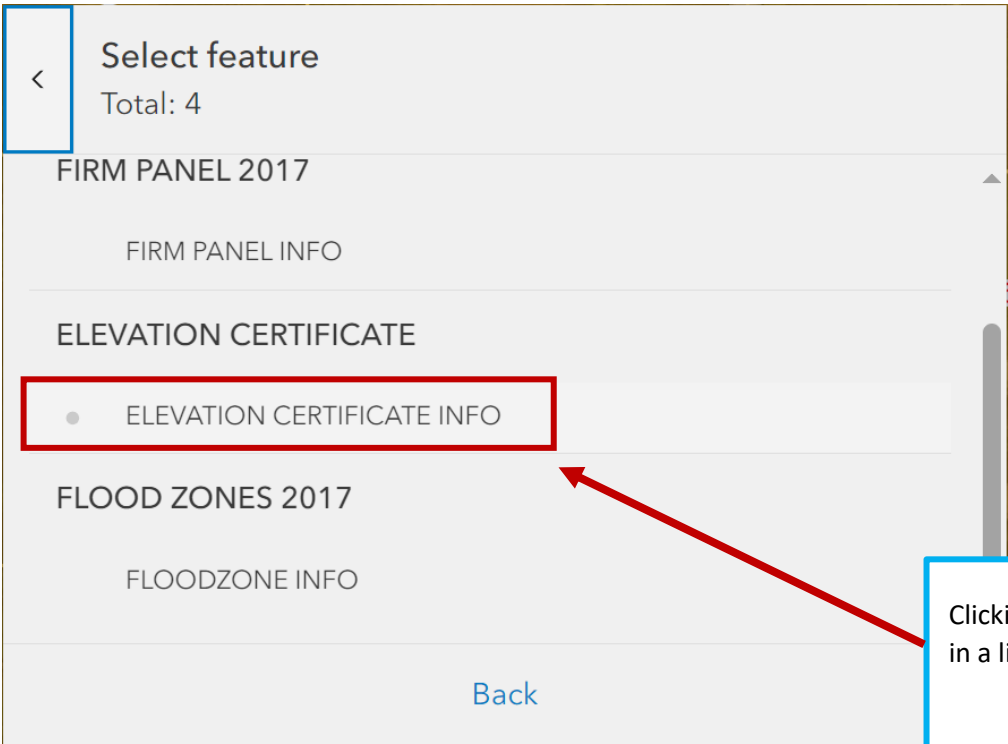 Select feature
Total: 4
FIRM PANEL 2017
FIRM PANEL INFO
ELEVATION CERTIFICATE
ELEVATION CERTIFICATE INFO
FLOOD ZONES 2017
FLOODZONE INFO
in a
Back